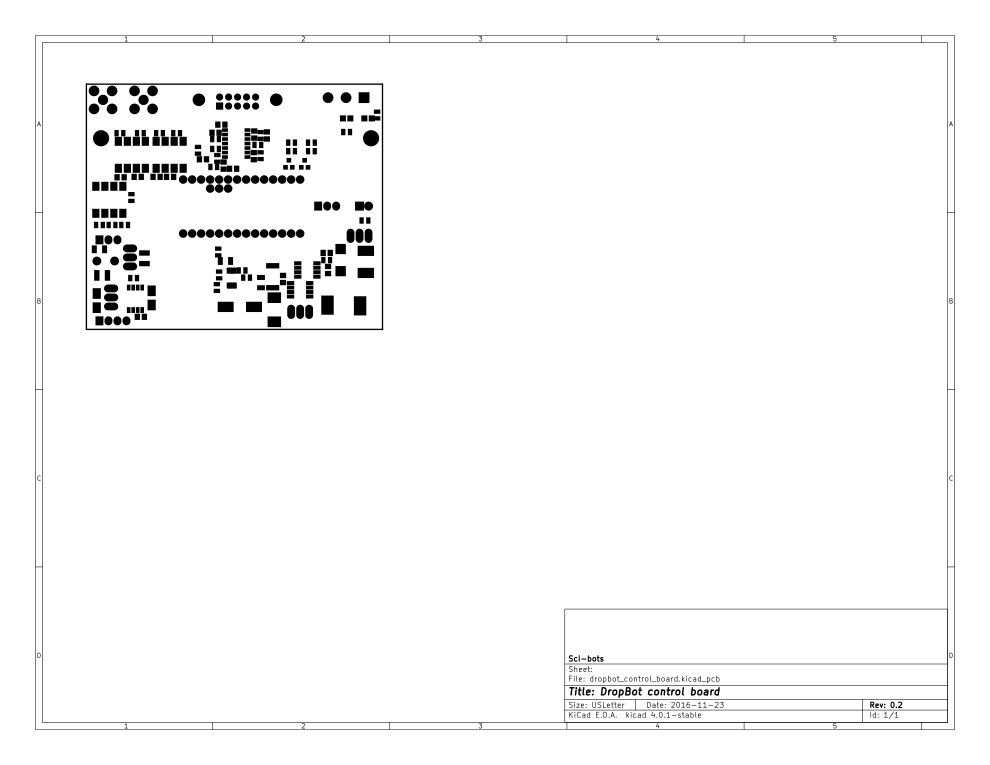 1 2 3 4 5
A A
B B
C C
D D
Sci-bots
Sheet:
File: dropbot_control_board.kicad_pcb
Title: DropBot control board
Size: USLetter Date: 2016-11-23 Rev: 0.2
KiCad E.D.A. kicad 4.0.1-stable Id: 1/1
1 2 3 4 5